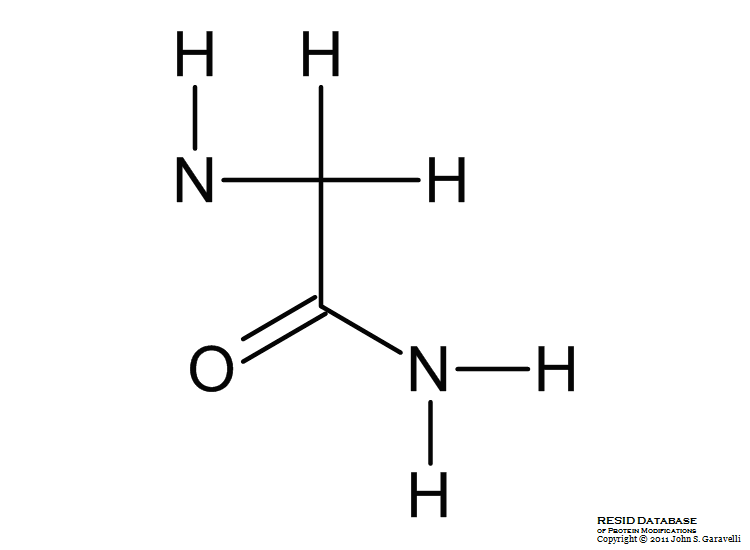 H H
N H
O N H
H
RESID DATABASE
OF PROTEIN MODIFICATIONS
Copyright © 2011 John S. Garavelli